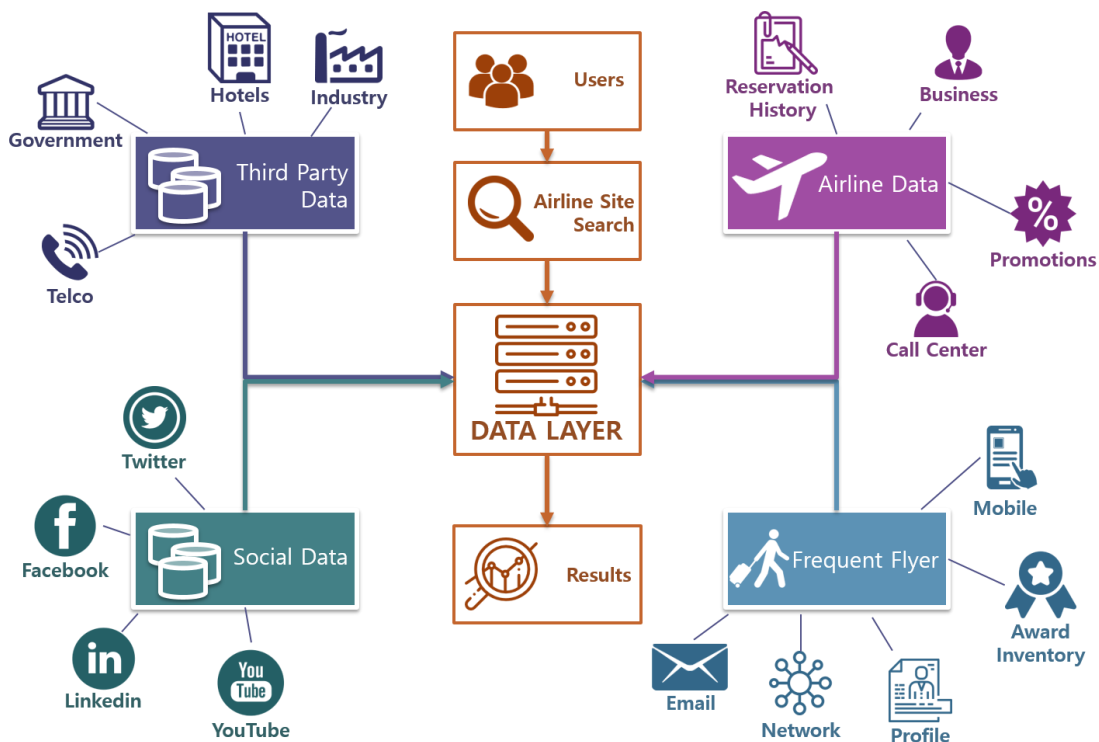 HOTEL
Hotels
Industry
Government
Third Party
Data
Telco
Users
Airline Site
Search
DATA LAYER
Results
Reservation
History
Business
Airline Data
%
Promotions
Call Center
Twitter
f
Facebook
Social Data
in
Linkedin
You
Tube
YouTube
Mobile
Frequent Flyer
Award
Inventory
Email
Network
Profile